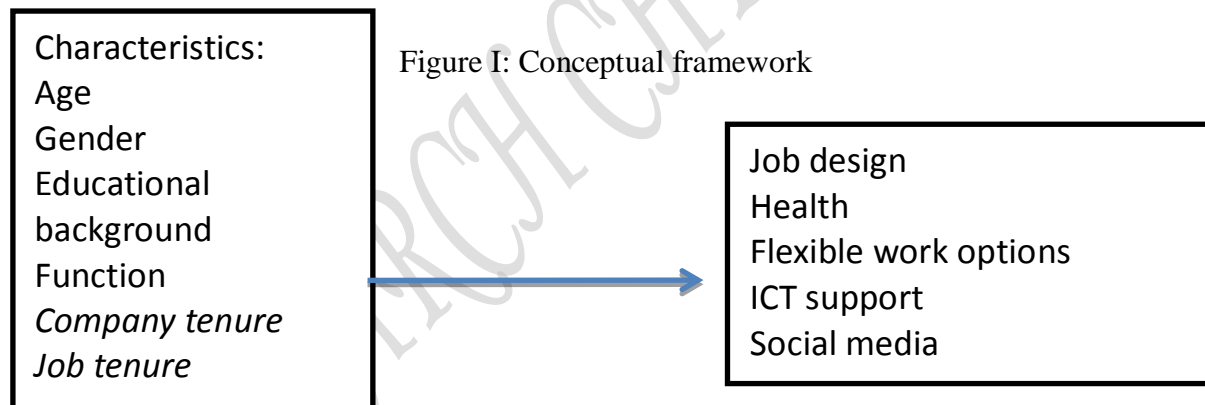 Characteristics:
Age
Gender
Educational
background
Function
Company tenure
Job tenure
Figure I: Conceptual framework
Job design
Health
Flexible work options
ICT support
Social media